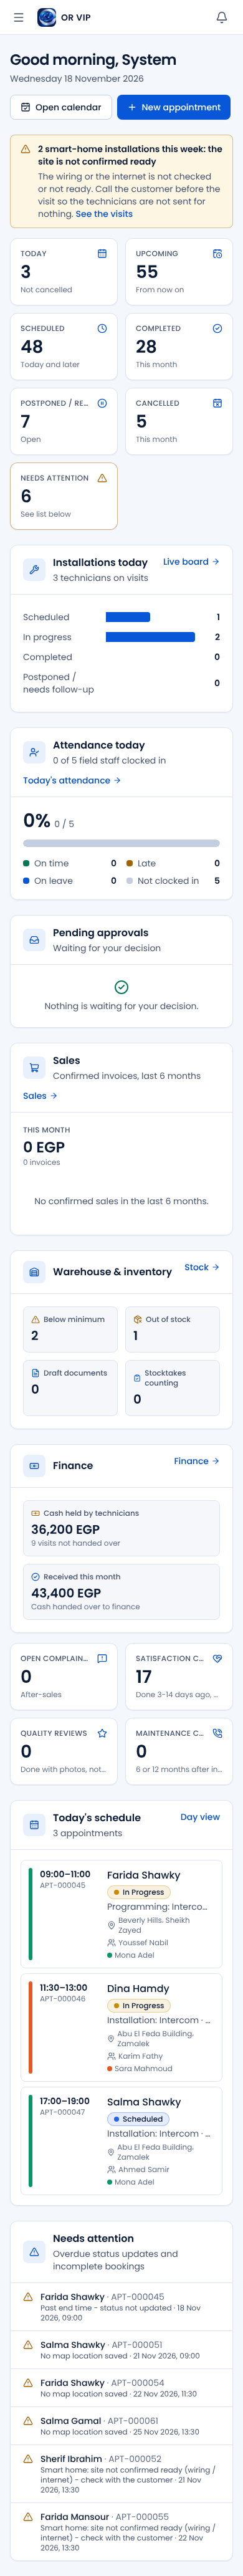 OR VIP
Good morning, System
Wednesday 18 November 2026
Open calendar
New appointment
2 smart-home installations this week: the
site is not confirmed ready
The wiring or the internet is not checked
or not ready. Call the customer before the
visit so the technicians are not sent for
nothing. See the visits
TODAY
3
Not cancelled
UPCOMING
55
From now on
SCHEDULED
48
Today and later
COMPLETED
28
This month
POSTPONED / RE...
7
Open
CANCELLED
5
This month
NEEDS ATTENTION
6
See list below
Installations today
Live board
3 technicians on visits
Scheduled 1
In progress 2
Completed 0
Postponed /
needs follow-up 0
Attendance today
0 of 5 field staff clocked in
Today's attendance
0% 0 / 5
On time 0
Late 0
On leave 0
Not clocked in 5
Pending approvals
Waiting for your decision
Nothing is waiting for your decision.
Sales
Confirmed invoices, last 6 months
Sales
THIS MONTH
0 EGP
0 invoices
No confirmed sales in the last 6 months.
Warehouse & inventory
Stock
Below minimum
2
Out of stock
1
Draft documents
0
Stocktakes
counting
0
Finance
Finance
Cash held by technicians
36,200 EGP
9 visits not handed over
Received this month
43,400 EGP
Cash handed over to finance
OPEN COMPLAIN...
0
After-sales
SATISFACTION C...
17
Done 3-14 days ago, ...
QUALITY REVIEWS
0
Done with photos, not...
MAINTENANCE C...
0
6 or 12 months after in...
Today's schedule
Day view
3 appointments
09:00–11:00
APT-000045
Farida Shawky
In Progress
Programming: Interco...
Beverly Hills, Sheikh
Zayed
Youssef Nabil
Mona Adel
11:30–13:00
APT-000046
Dina Hamdy
In Progress
Installation: Intercom · ...
Abu El Feda Building,
Zamalek
Karim Fathy
Sara Mahmoud
17:00–19:00
APT-000047
Salma Shawky
Scheduled
Installation: Intercom · ...
Abu El Feda Building,
Zamalek
Ahmed Samir
Mona Adel
Needs attention
Overdue status updates and
incomplete bookings
Farida Shawky · APT-000045
Past end time - status not updated · 18 Nov
2026, 09:00
Salma Shawky · APT-000051
No map location saved · 21 Nov 2026, 09:00
Farida Shawky · APT-000054
No map location saved · 22 Nov 2026, 11:30
Salma Gamal · APT-000061
No map location saved · 25 Nov 2026, 13:30
Sherif Ibrahim · APT-000052
Smart home: site not confirmed ready (wiring /
internet) - check with the customer · 21 Nov
2026, 13:30
Farida Mansour · APT-000055
Smart home: site not confirmed ready (wiring /
internet) - check with the customer · 22 Nov
2026, 13:30